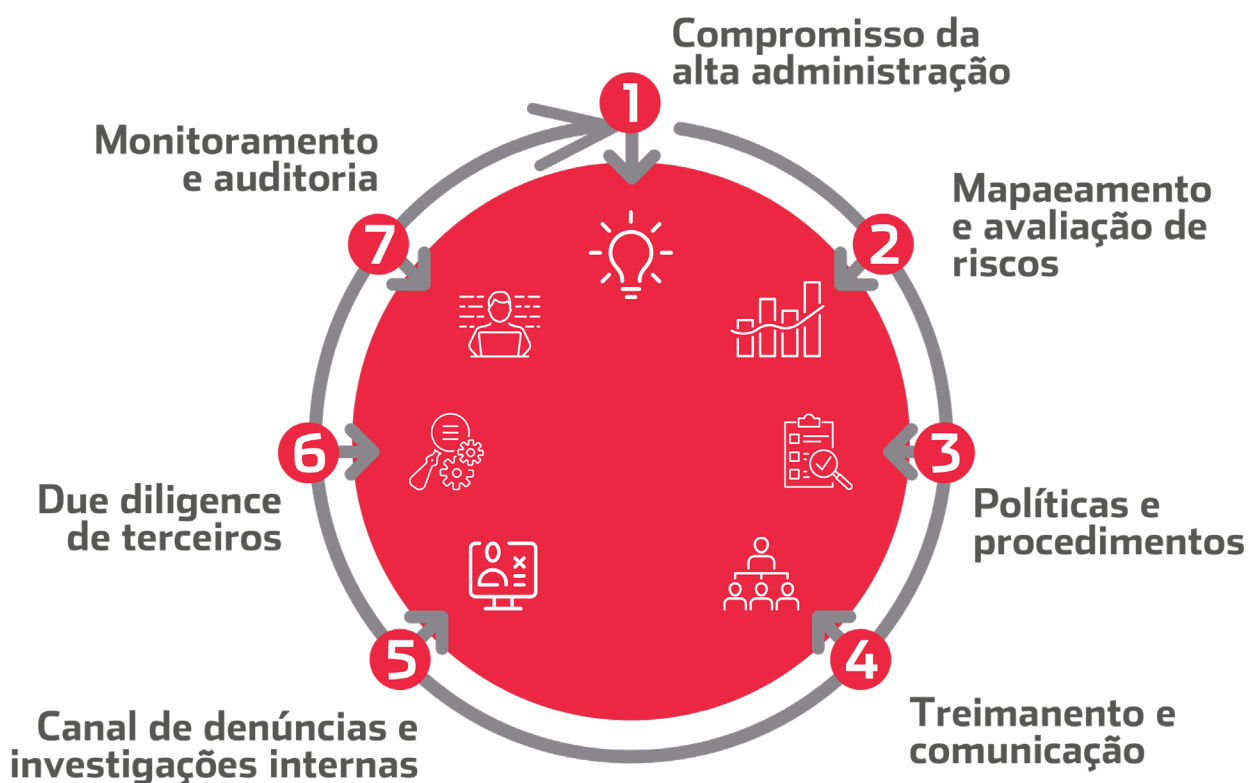 1
Compromisso da
alta administração
2
Mapaeamento
e avaliação de
riscos
3
Políticas e
procedimentos
4
Treimanento e
comunicação
5
Canal de denúncias e
investigações internas
6
Due diligence
de terceiros
7
Monitoramento
e auditoria